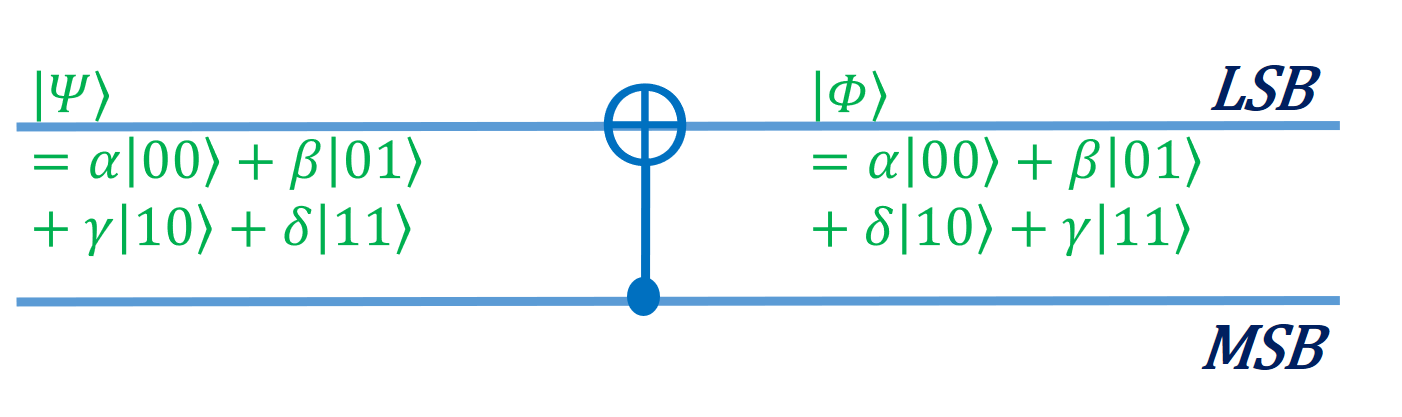 |Ψ⟩
= α|00⟩ + β|01⟩
+ γ|10⟩ + δ|11⟩
|Φ⟩
= α|00⟩ + β|01⟩
+ δ|10⟩ + γ|11⟩
LSB
MSB